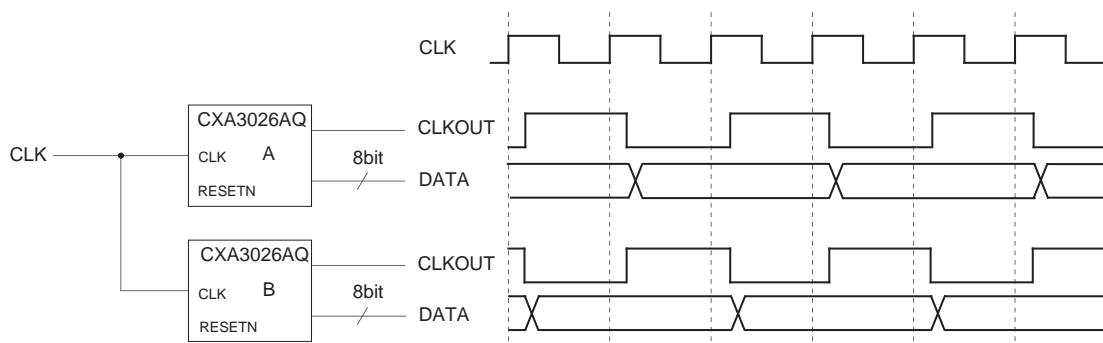 CLK
CXA3026AQ
CLK A
RESETN
8bit
CLKOUT
DATA
CLK
CXA3026AQ
CLK B
RESETN
8bit
CLKOUT
DATA